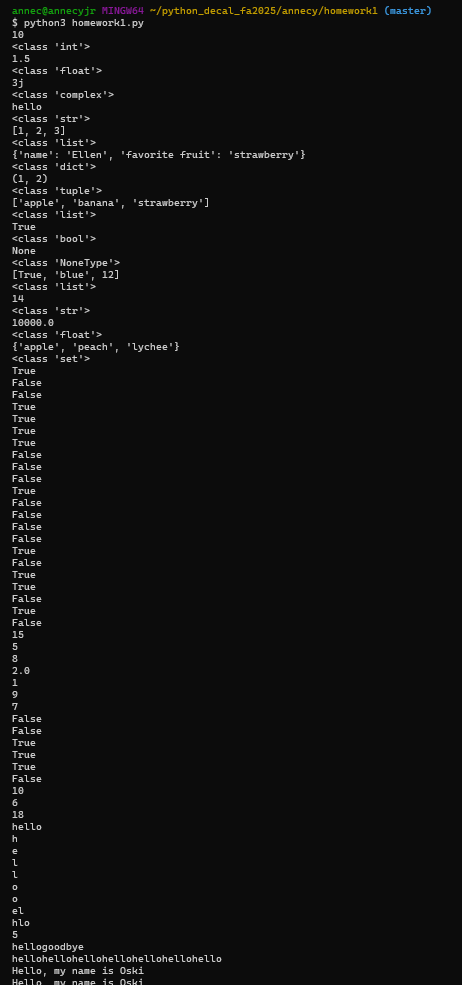 annec@annecyjr MINGW64 ~/python_decal_fa2025/annecy/homework1 (master)
$ python3 homework1.py
10
<class 'int'>
1.5
<class 'float'>
3j
<class 'complex'>
hello
<class 'str'>
[1, 2, 3]
<class 'list'>
{'name': 'Ellen', 'favorite fruit': 'strawberry'}
<class 'dict'>
(1, 2)
<class 'tuple'>
['apple', 'banana', 'strawberry']
<class 'list'>
True
<class 'bool'>
None
<class 'NoneType'>
[True, 'blue', 12]
<class 'list'>
14
<class 'str'>
10000.0
<class 'float'>
{'apple', 'peach', 'lychee'}
<class 'set'>
True
False
False
True
True
True
True
False
False
False
True
False
False
False
False
True
False
True
True
False
True
False
15
5
8
2.0
1
9
7
False
False
True
True
True
False
10
6
18
hello
h
e
l
l
o
o
el
hlo
5
hellogoodbye
hellohellohellohellohellohellohello
Hello, my name is Oski
Hello, my name is Oski